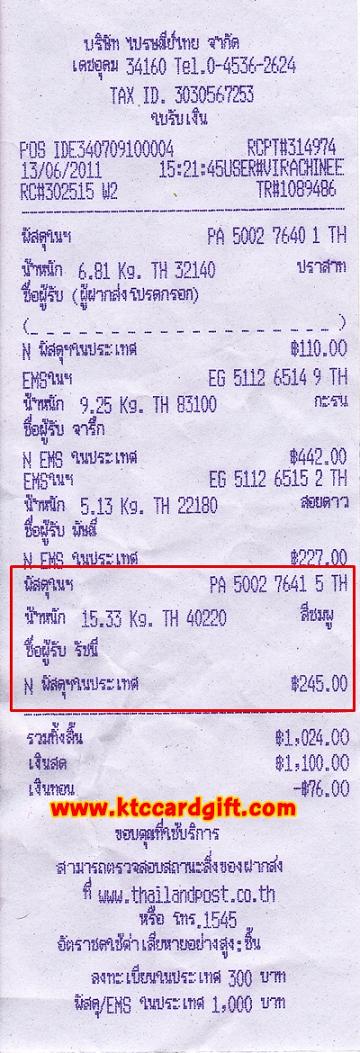 บริษัท ไปรษณีย์ไทย จำกัด
เดชอุดม 34160 Tel.0-4536-2624
TAX ID. 3030567253
ใบรับเงิน
POS IDE340709100004 RCPT#314974
13/06/2011 15:21:45USER#VIRACHINEE
RC#302515 W2 TR#1089486
พัสดุในฯ PA 5002 7640 1 TH
น้ำหนัก 6.81 Kg. TH 32140 ปราสาท
ชื่อผู้รับ (ผู้ฝากส่งโปรดกรอก)
(_ _ _ _ _ _ _ _ _ _ _ _ _ _ _ _ _ _ _ )
N พัสดุฯในประเทศ ฿110.00
EMSในฯ EG 5112 6514 9 TH
น้ำหนัก 9.25 Kg. TH 83100 กะรน
ชื่อผู้รับ จารึก
N EMS ในประเทศ ฿442.00
EMSในฯ EG 5112 6515 2 TH
น้ำหนัก 5.13 Kg. TH 22180 สอยดาว
ชื่อผู้รับ
N EMS ในประเทศ ฿227.00
พัสดุในฯ PA 5002 7641 5 TH
น้ำหนัก 15.33 Kg. TH 40220 สีชมพู
ชื่อผู้รับ รัชนี
N พัสดุฯในประเทศ ฿245.00
รวมทั้งสิ้น ฿1,024.00
เงินสด ฿1,100.00
เงินทอน -฿76.00
www.ktccardgift.com
ขอบคุณที่ใช้บริการ
สามารถตรวจสอบสถานะสิ่งของฝากส่ง
ที่ www.thailandpost.co.th
หรือ โทร.1545
อัตราชดใช้ค่าเสียหายอย่างสูง:ชิ้น
ลงทะเบียนในประเทศ 300 บาท
พัสดุ/EMS ในประเทศ 1,000 บาท